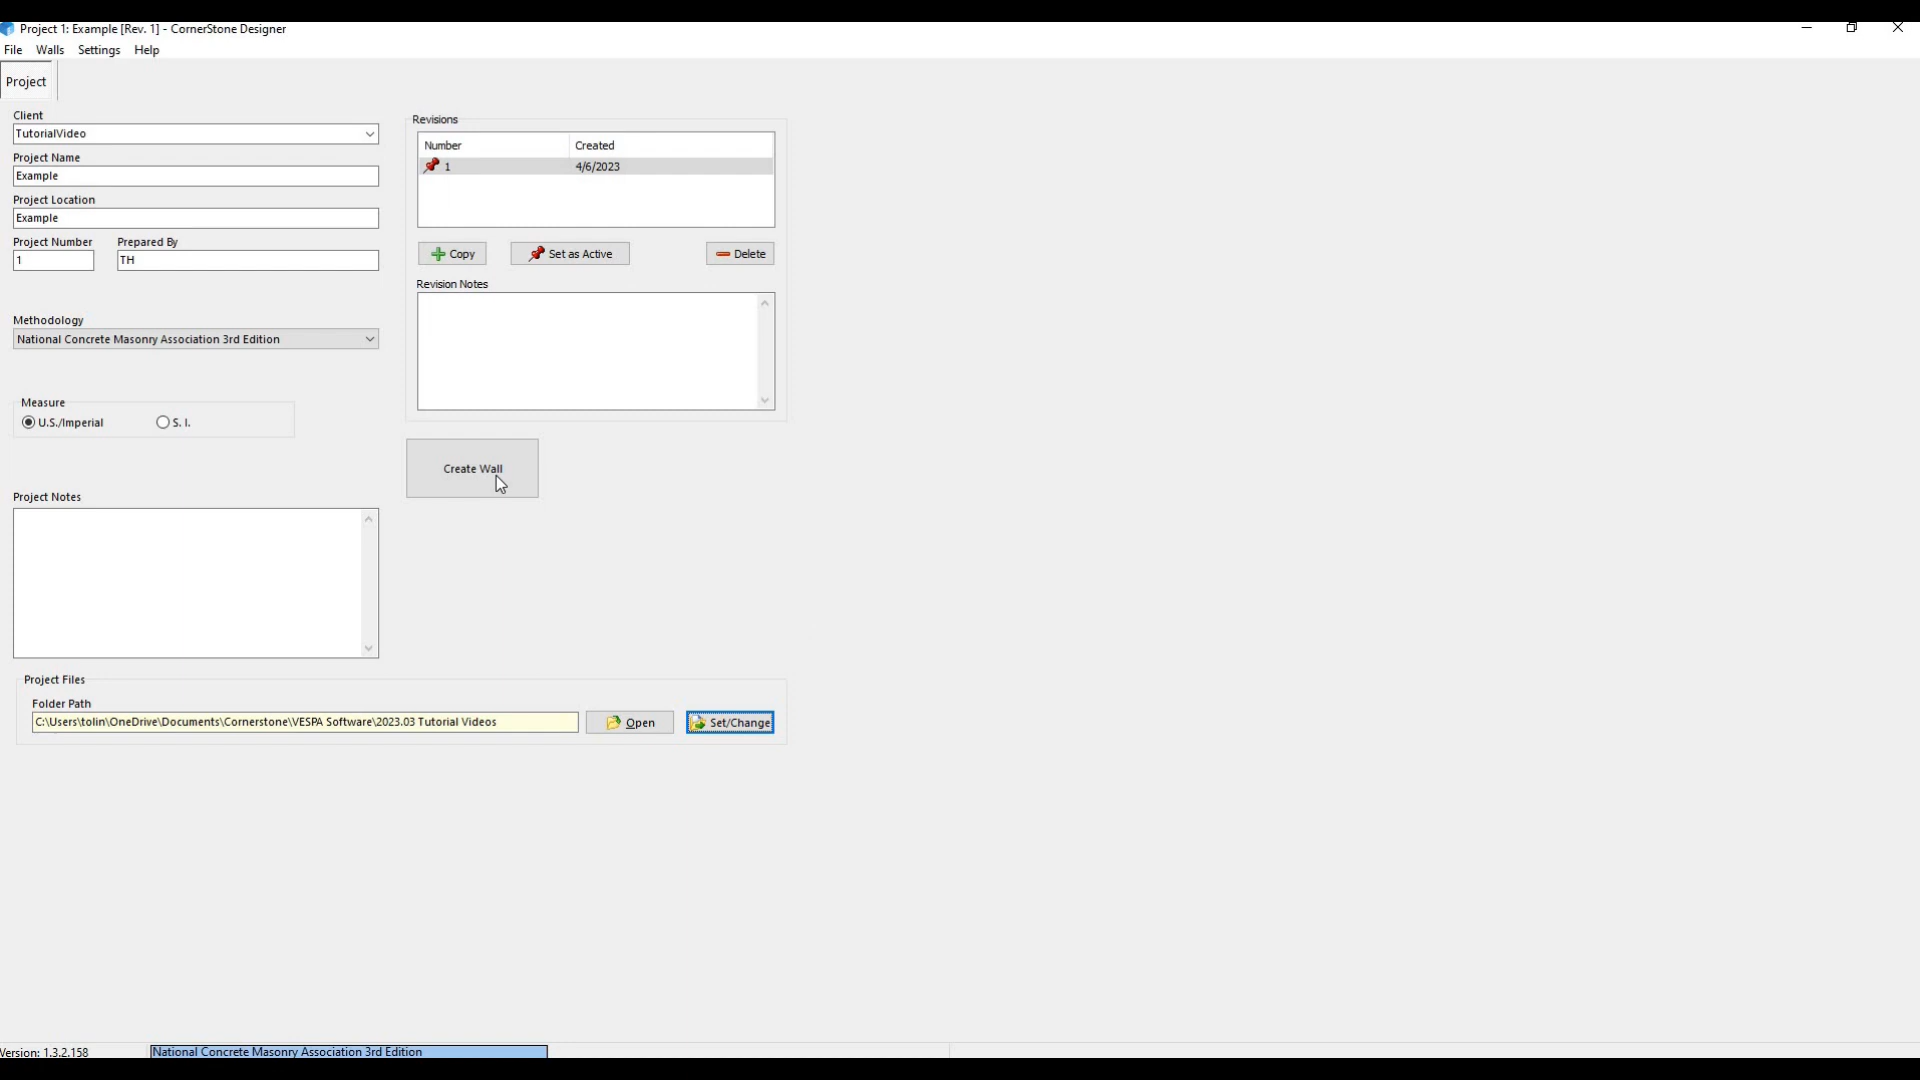 Project 1: Example [Rev. 1] - CornerStone Designer
File Walls Settings Help
Project
Client
TutorialVideo
Project Name
Example
Project Location
Example
Project Number Prepared By
1 TH
Methodology
National Concrete Masonry Association 3rd Edition
Measure
U.S./Imperial S. I.
Project Notes
Revisions
Number Created
1 4/6/2023
Copy Set as Active Delete
Revision Notes
Create Wall
Project Files
Folder Path
C:\Users\tolin\OneDrive\Documents\Cornerstone\VESPA Software\2023.03 Tutorial Videos Open Set/Change
Version: 1.3.2.158 National Concrete Masonry Association 3rd Edition